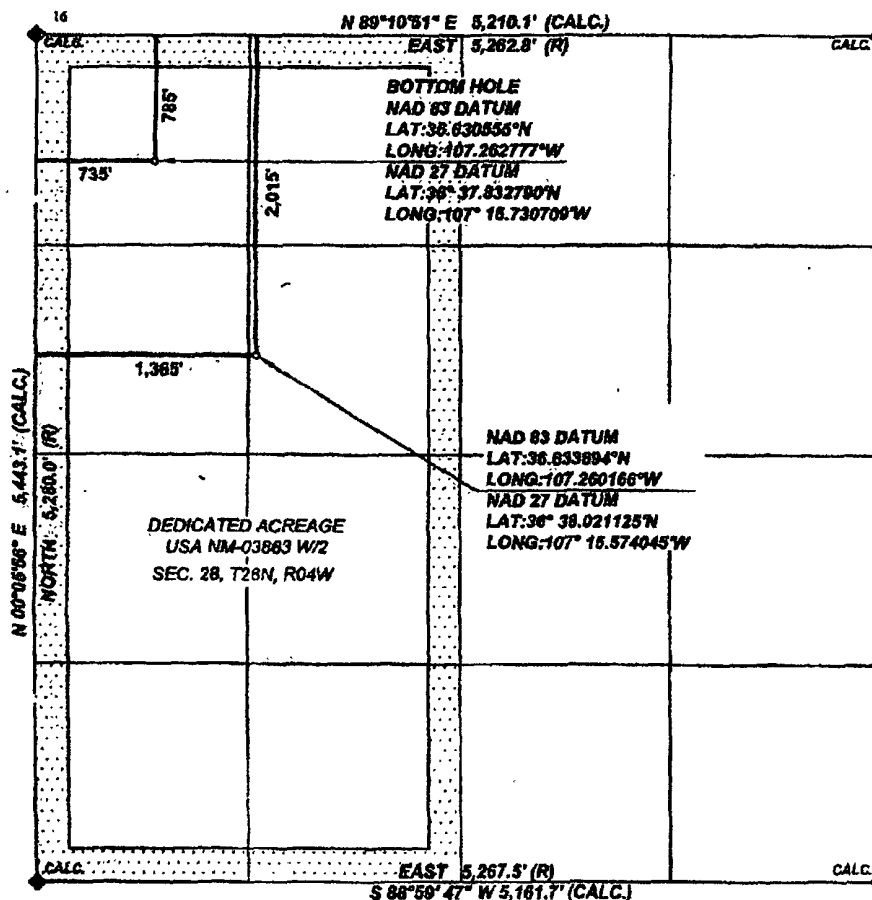 16
N 89°10'51" E 5,210.1' (CALC.)
CALC.
EAST 5,262.8' (R)
CALC.
785'
BOTTOM HOLE
NAD 83 DATUM
LAT:36.630555°N
LONG:107.262777°W
NAD 27 DATUM
LAT:36° 37.832790'N
LONG:107° 15.730709'W
735'
2,015'
1,365'
NAD 83 DATUM
LAT:36.633694°N
LONG:107.260166°W
NAD 27 DATUM
LAT:36° 38.021125'N
LONG:107° 15.574045'W
N 00°05'56" E 5,443.1' (CALC.)
NORTH 5,280.0' (R)
DEDICATED ACREAGE
USA NM-03863 W/2
SEC. 28, T26N, R04W
CALC.
EAST 5,267.5' (R)
CALC.
S 88°59' 47" W 5,161.7' (CALC.)